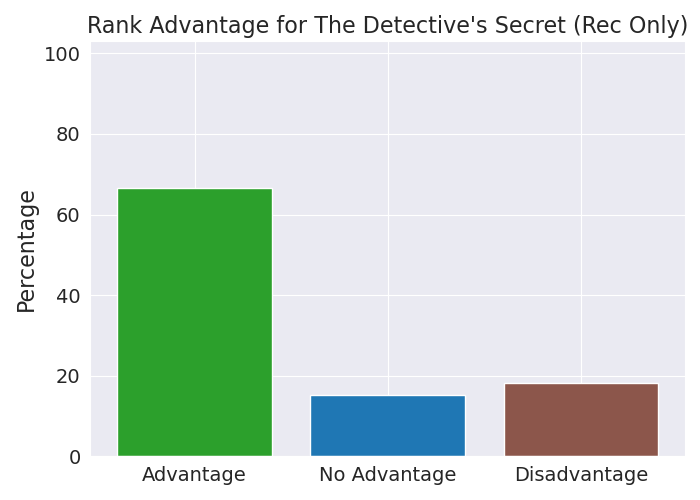 Rank Advantage for The Detective's Secret (Rec Only)
Percentage
100
80
60
40
20
0
Advantage
No Advantage
Disadvantage